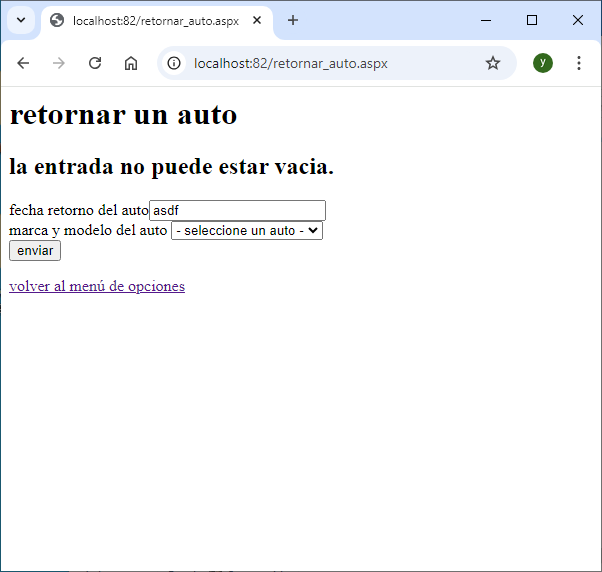 localhost:82/retornar_auto.aspx
localhost:82/retornar_auto.aspx
y
retornar un auto
la entrada no puede estar vacia.
fecha retorno del auto asdf
marca y modelo del auto - seleccione un auto -
enviar
volver al menú de opciones